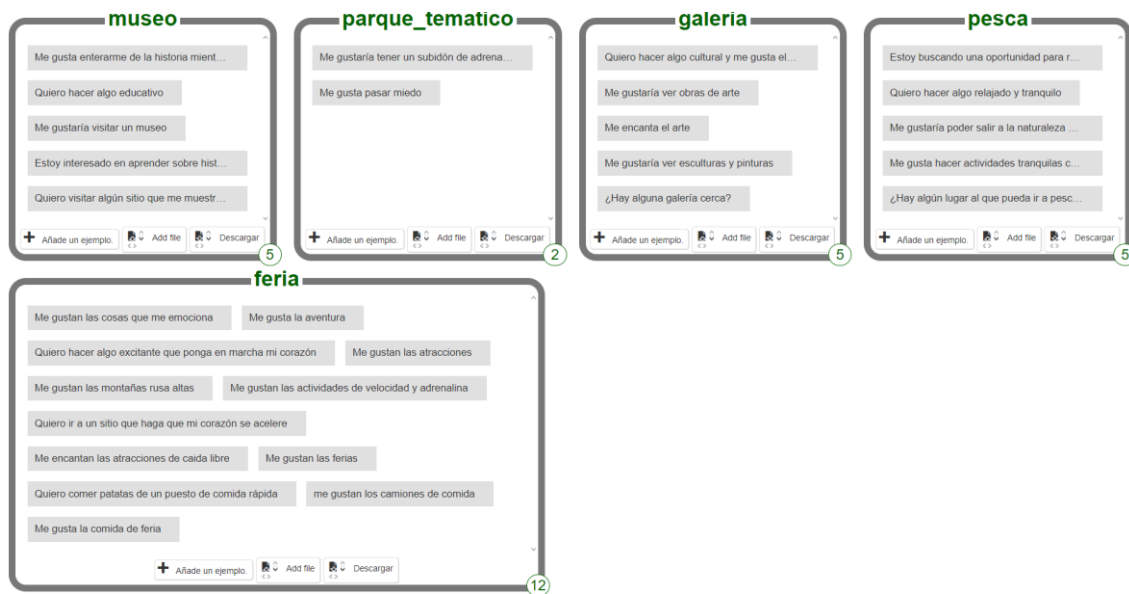 museo
Me gusta enterarme de la historia mient...
Quiero hacer algo educativo
Me gustaría visitar un museo
Estoy interesado en aprender sobre hist...
Quiero visitar algún sitio que me muestr...
Añade un ejemplo. Add file Descargar
5
parque_tematico
Me gustaría tener un subidón de adrena...
Me gusta pasar miedo
Añade un ejemplo. Add file Descargar
2
galeria
Quiero hacer algo cultural y me gusta el...
Me gustaría ver obras de arte
Me encanta el arte
Me gustaría ver esculturas y pinturas
¿Hay alguna galería cerca?
Añade un ejemplo. Add file Descargar
5
pesca
Estoy buscando una oportunidad para r...
Quiero hacer algo relajado y tranquilo
Me gustaría poder salir a la naturaleza ...
Me gusta hacer actividades tranquilas c...
¿Hay algún lugar al que pueda ir a pesc...
Añade un ejemplo. Add file Descargar
5
feria
Me gustan las cosas que me emociona Me gusta la aventura
Quiero hacer algo excitante que ponga en marcha mi corazón Me gustan las atracciones
Me gustan las montañas rusa altas Me gustan las actividades de velocidad y adrenalina
Quiero ir a un sitio que haga que mi corazón se acelere
Me encantan las atracciones de caida libre Me gustan las ferias
Quiero comer patatas de un puesto de comida rápida me gustan los camiones de comida
Me gusta la comida de feria
Añade un ejemplo. Add file Descargar
12